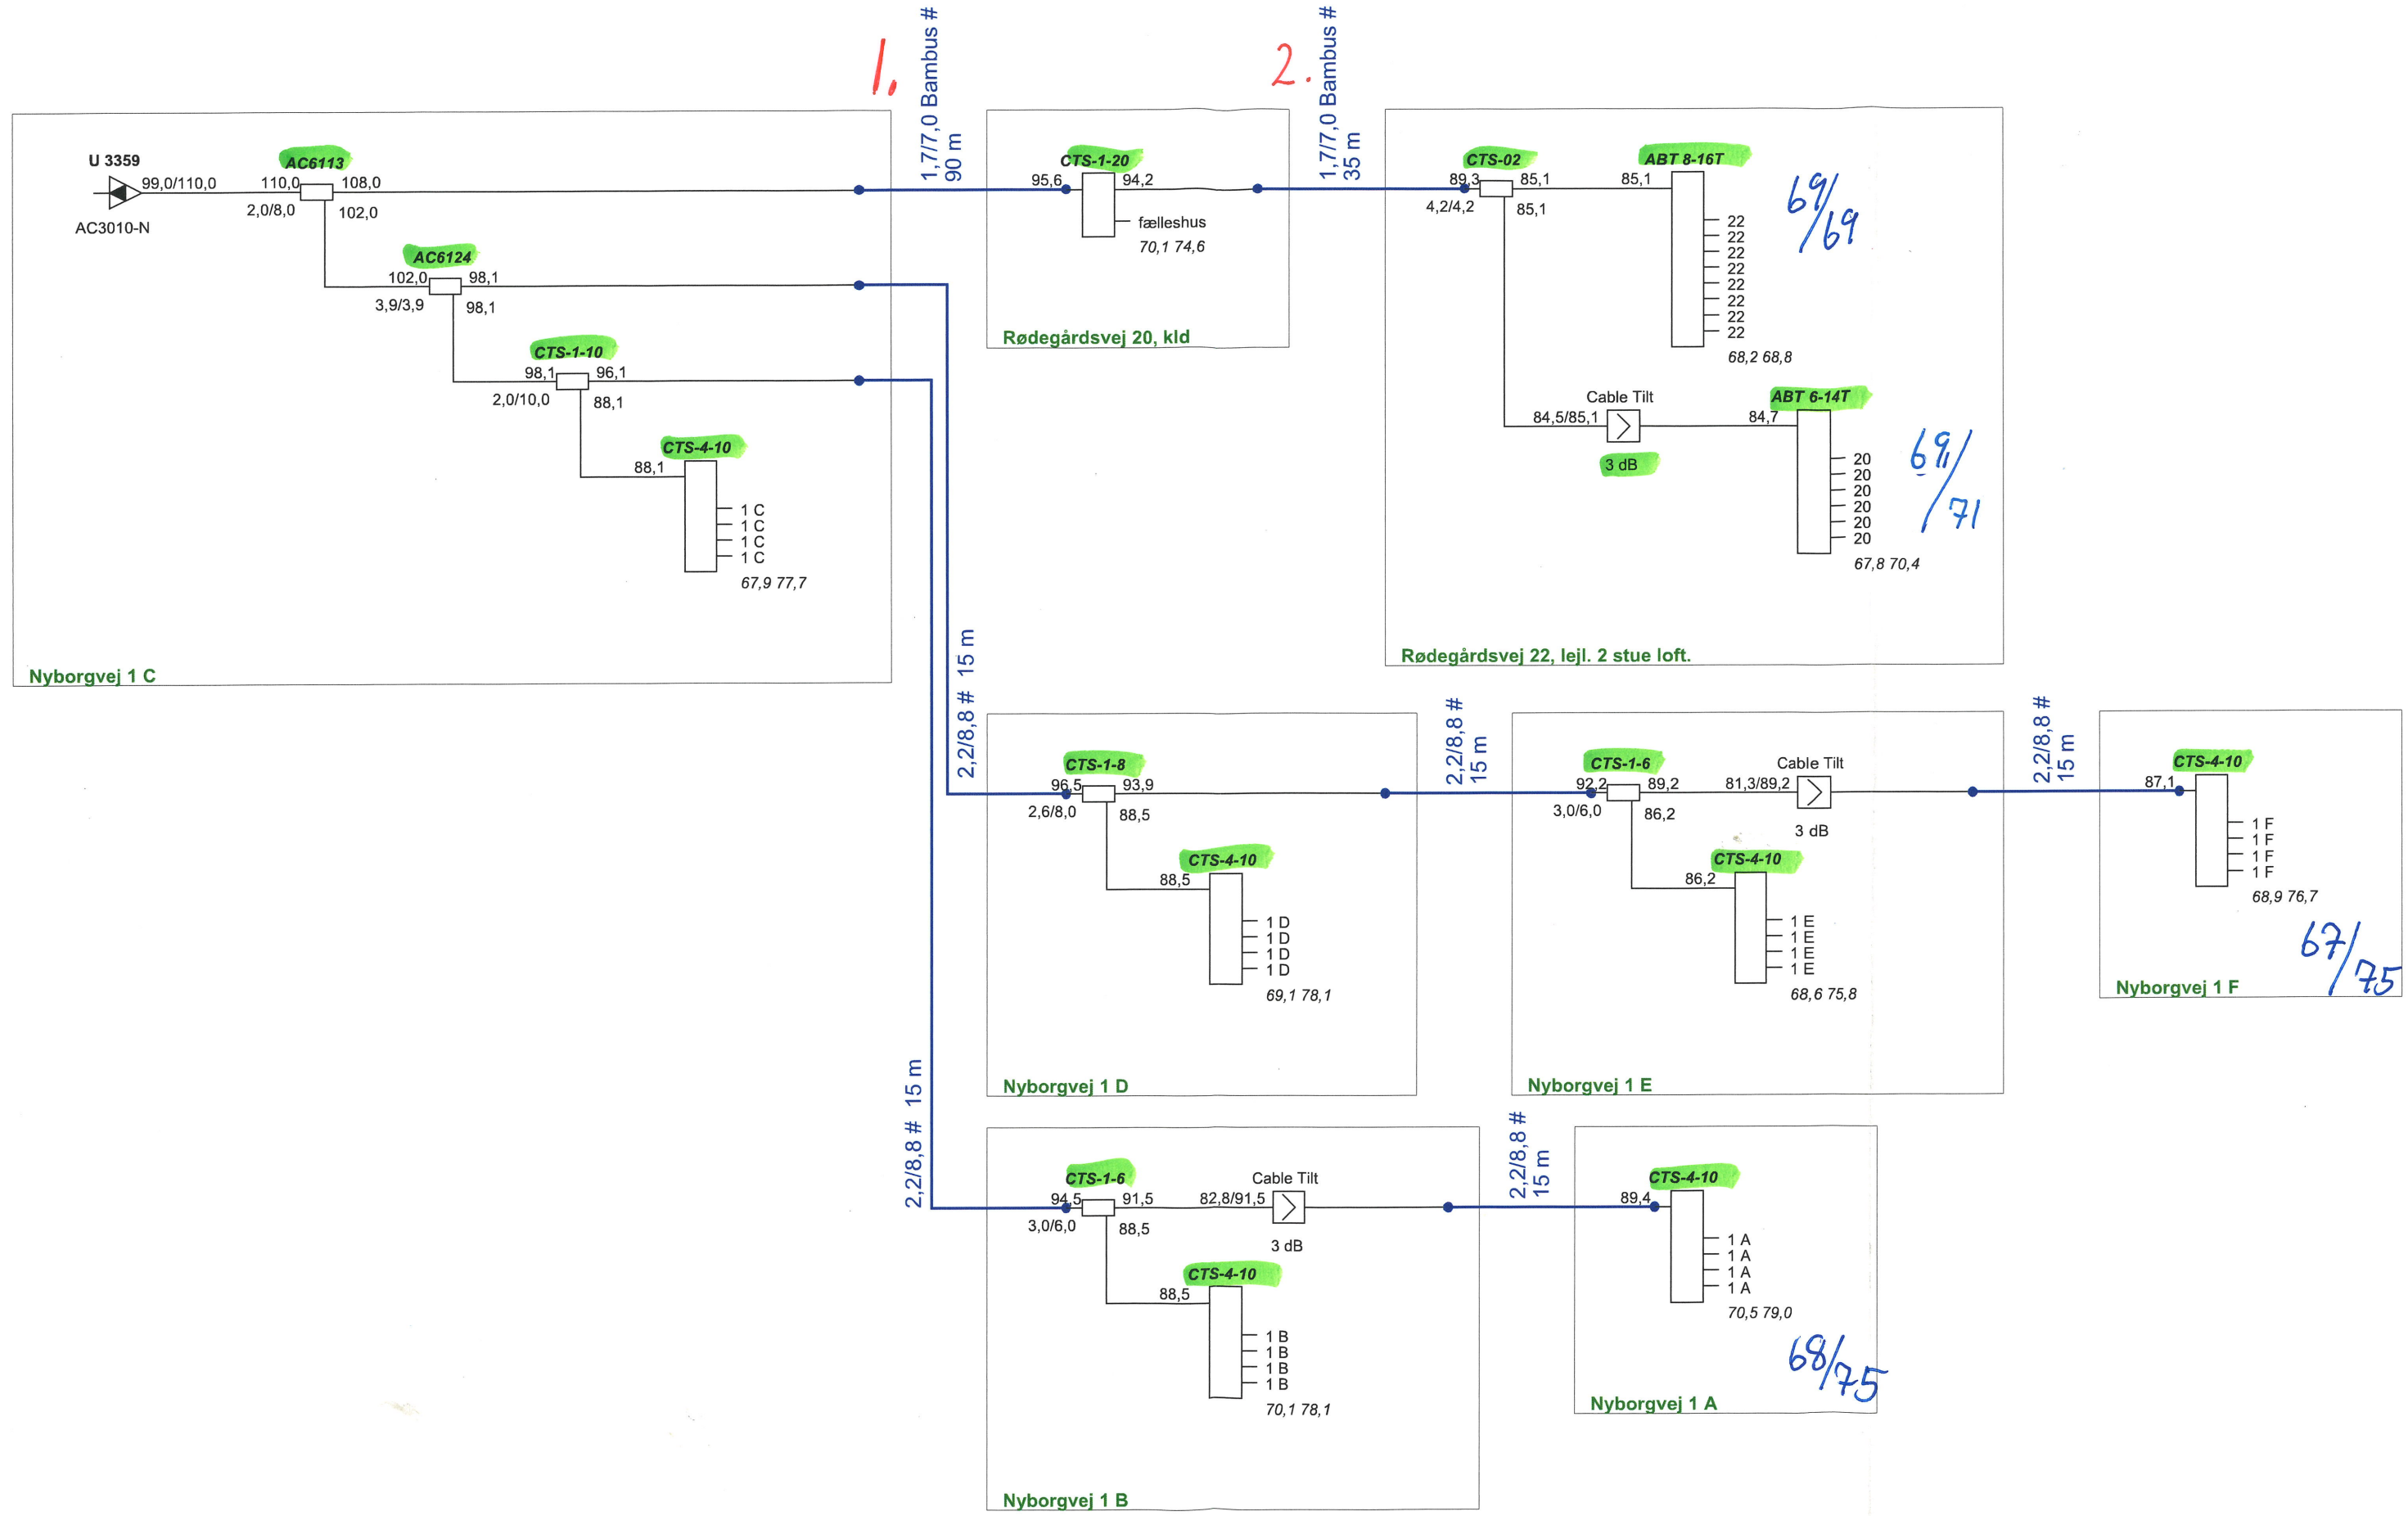 1.
1,7/7,0 Bambus #
90 m
2.
1,7/7,0 Bambus #
35 m
U 3359
99,0/110,0
AC3010-N
AC6113
110,0
108,0
2,0/8,0
102,0
AC6124
102,0
98,1
3,9/3,9
98,1
CTS-1-10
98,1
96,1
2,0/10,0
88,1
CTS-4-10
88,1
1 C
1 C
1 C
1 C
67,9 77,7
Nyborgvej 1 C
CTS-1-20
95,6
94,2
fælleshus
70,1 74,6
Rødegårdsvej 20, kld
CTS-02
89,3
85,1
4,2/4,2
85,1
ABT 8-16T
85,1
22
22
22
22
22
22
22
22
68,2 68,8
69/69
Cable Tilt
84,5/85,1
3 dB
ABT 6-14T
84,7
20
20
20
20
20
20
67,8 70,4
69/71
Rødegårdsvej 22, lejl. 2 stue loft.
2,2/8,8 # 15 m
CTS-1-8
96,5
93,9
2,6/8,0
88,5
CTS-4-10
88,5
1 D
1 D
1 D
1 D
69,1 78,1
Nyborgvej 1 D
2,2/8,8 #
15 m
CTS-1-6
92,2
89,2
3,0/6,0
86,2
Cable Tilt
81,3/89,2
3 dB
CTS-4-10
86,2
1 E
1 E
1 E
1 E
68,6 75,8
Nyborgvej 1 E
2,2/8,8 #
15 m
CTS-4-10
87,1
1 F
1 F
1 F
1 F
68,9 76,7
67/75
Nyborgvej 1 F
2,2/8,8 # 15 m
CTS-1-6
94,5
91,5
3,0/6,0
88,5
Cable Tilt
82,8/91,5
3 dB
CTS-4-10
88,5
1 B
1 B
1 B
1 B
70,1 78,1
Nyborgvej 1 B
2,2/8,8 #
15 m
CTS-4-10
89,4
1 A
1 A
1 A
1 A
70,5 79,0
68/75
Nyborgvej 1 A